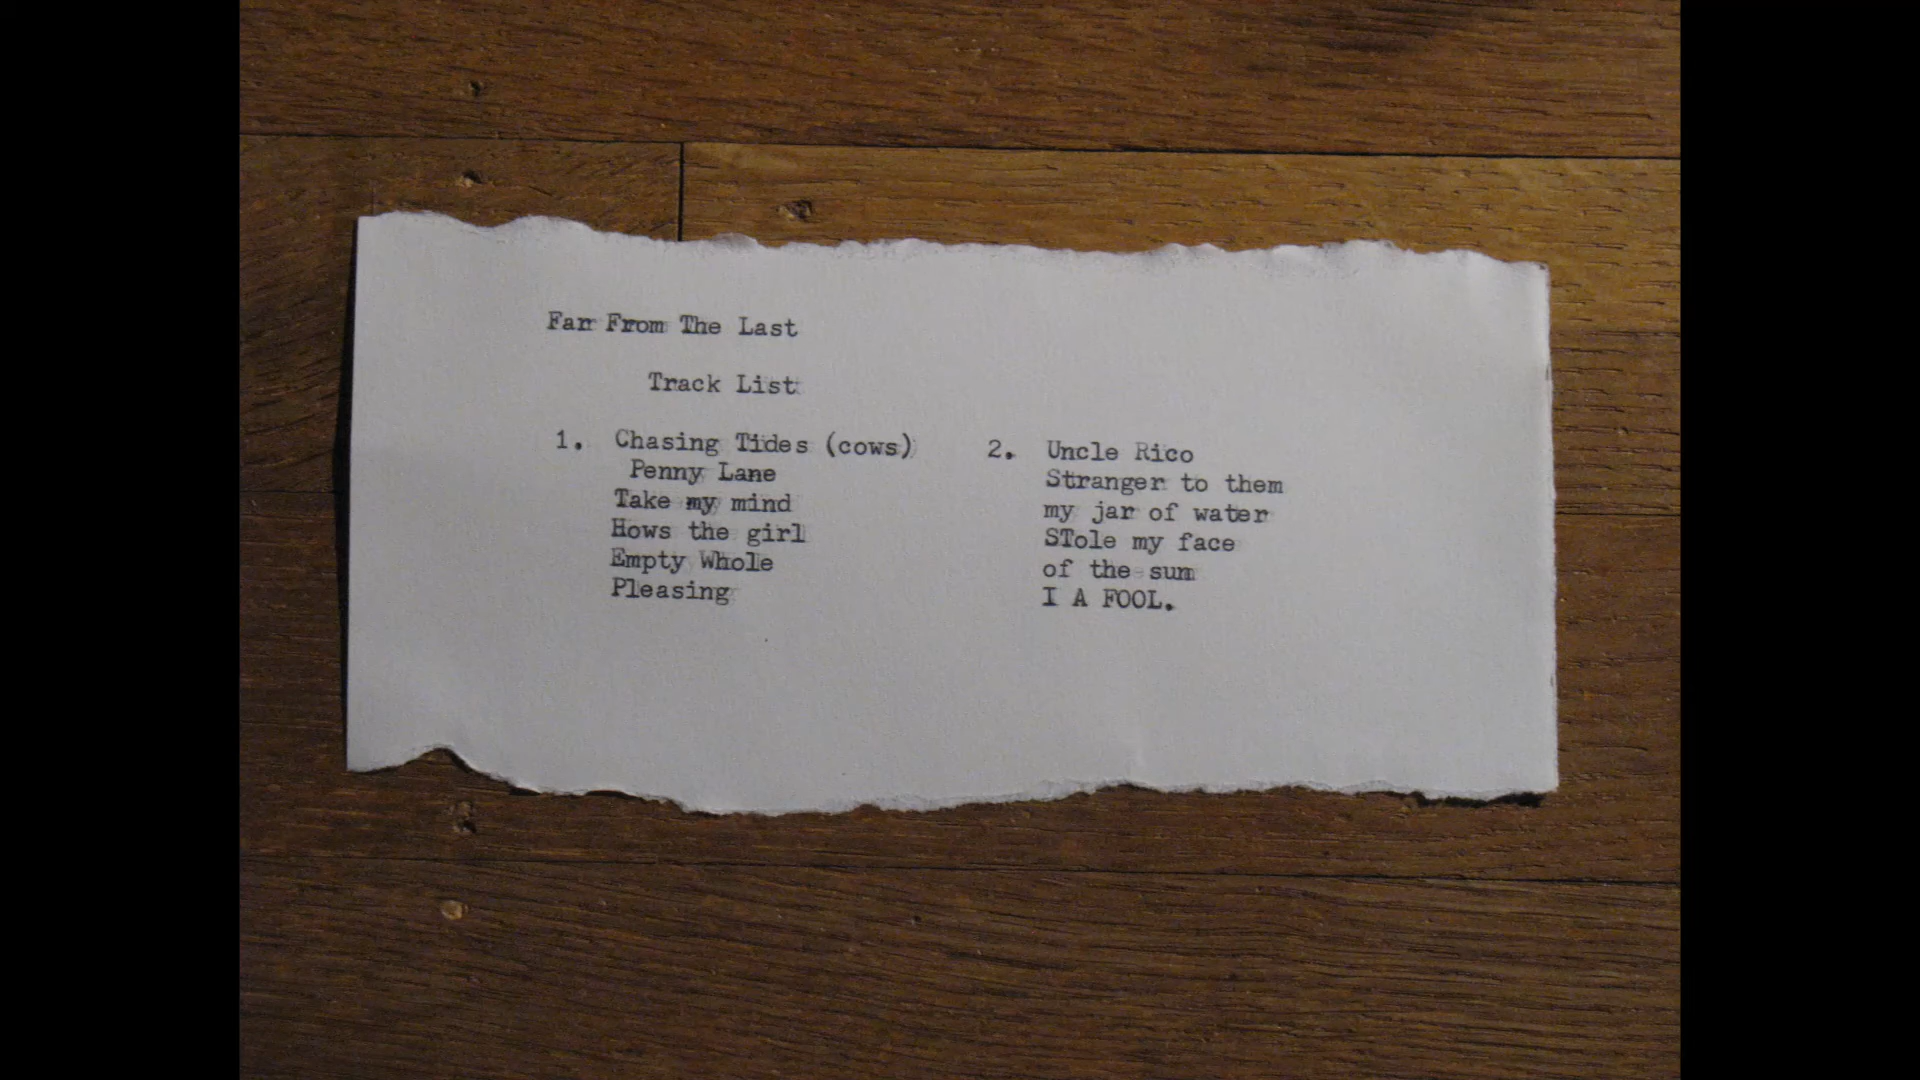 Far From The Last
Track List
1. Chasing Tides (cows)
Penny Lane
Take my mind
Hows the girl
Empty Whole
Pleasing
2. Uncle Rico
Stranger to them
my jar of water
STole my face
of the sum
I A FOOL.